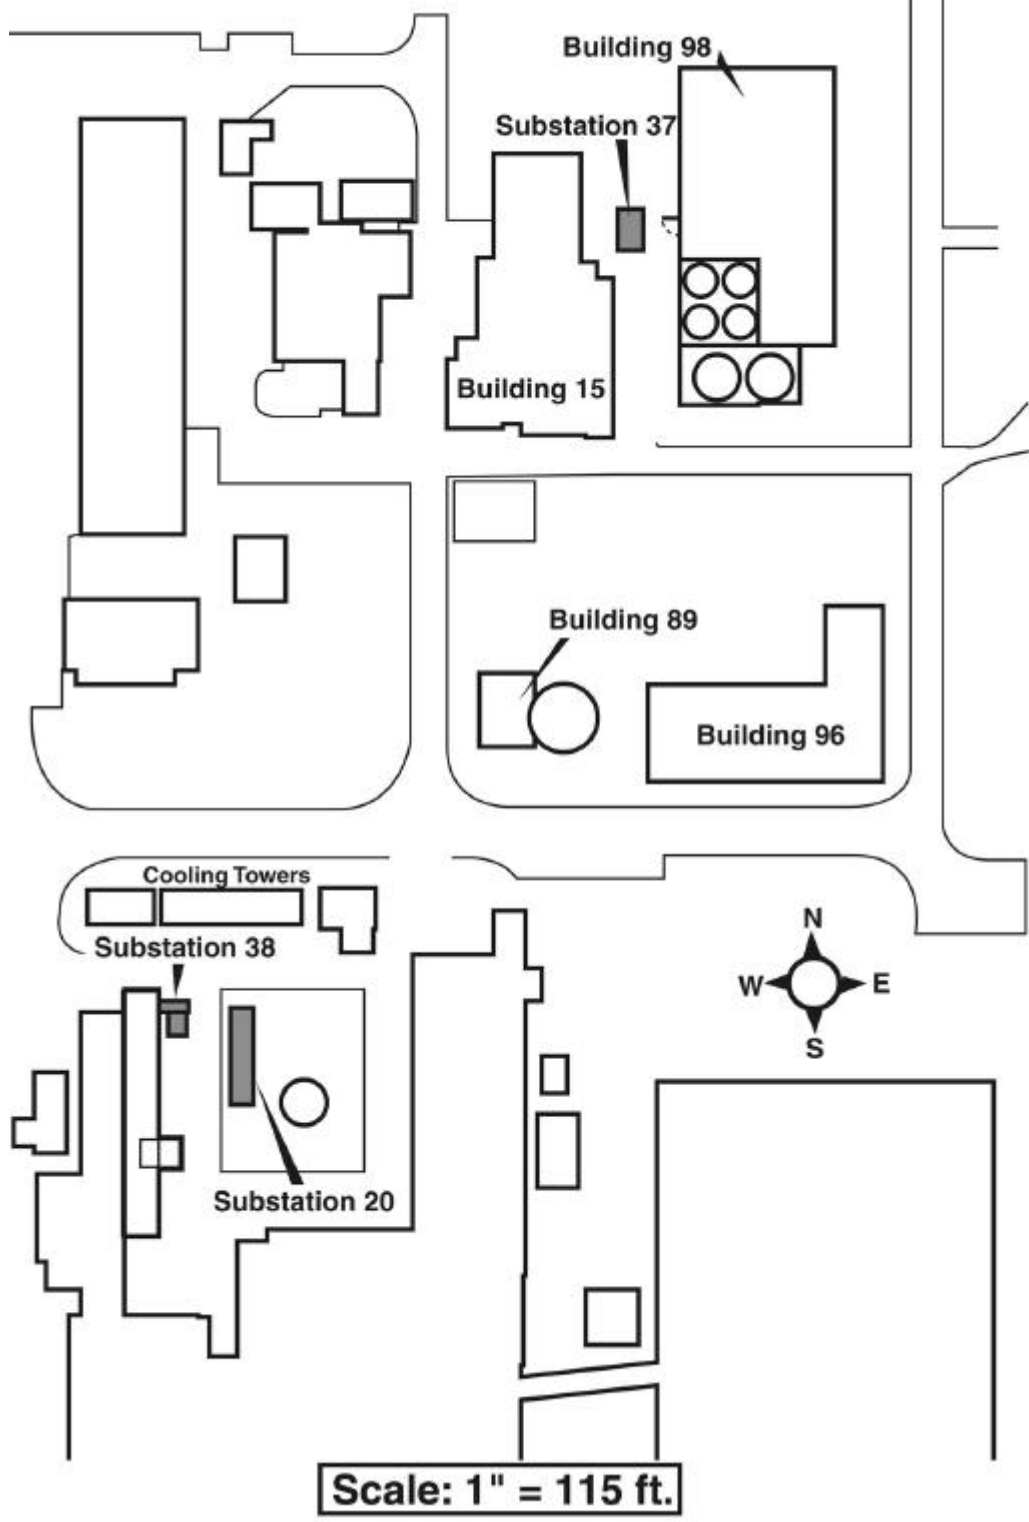 Building 98
Substation 37
Building 15
Building 89
Building 96
Cooling Towers
Substation 38
N
W
E
S
Substation 20
Scale: 1" = 115 ft.